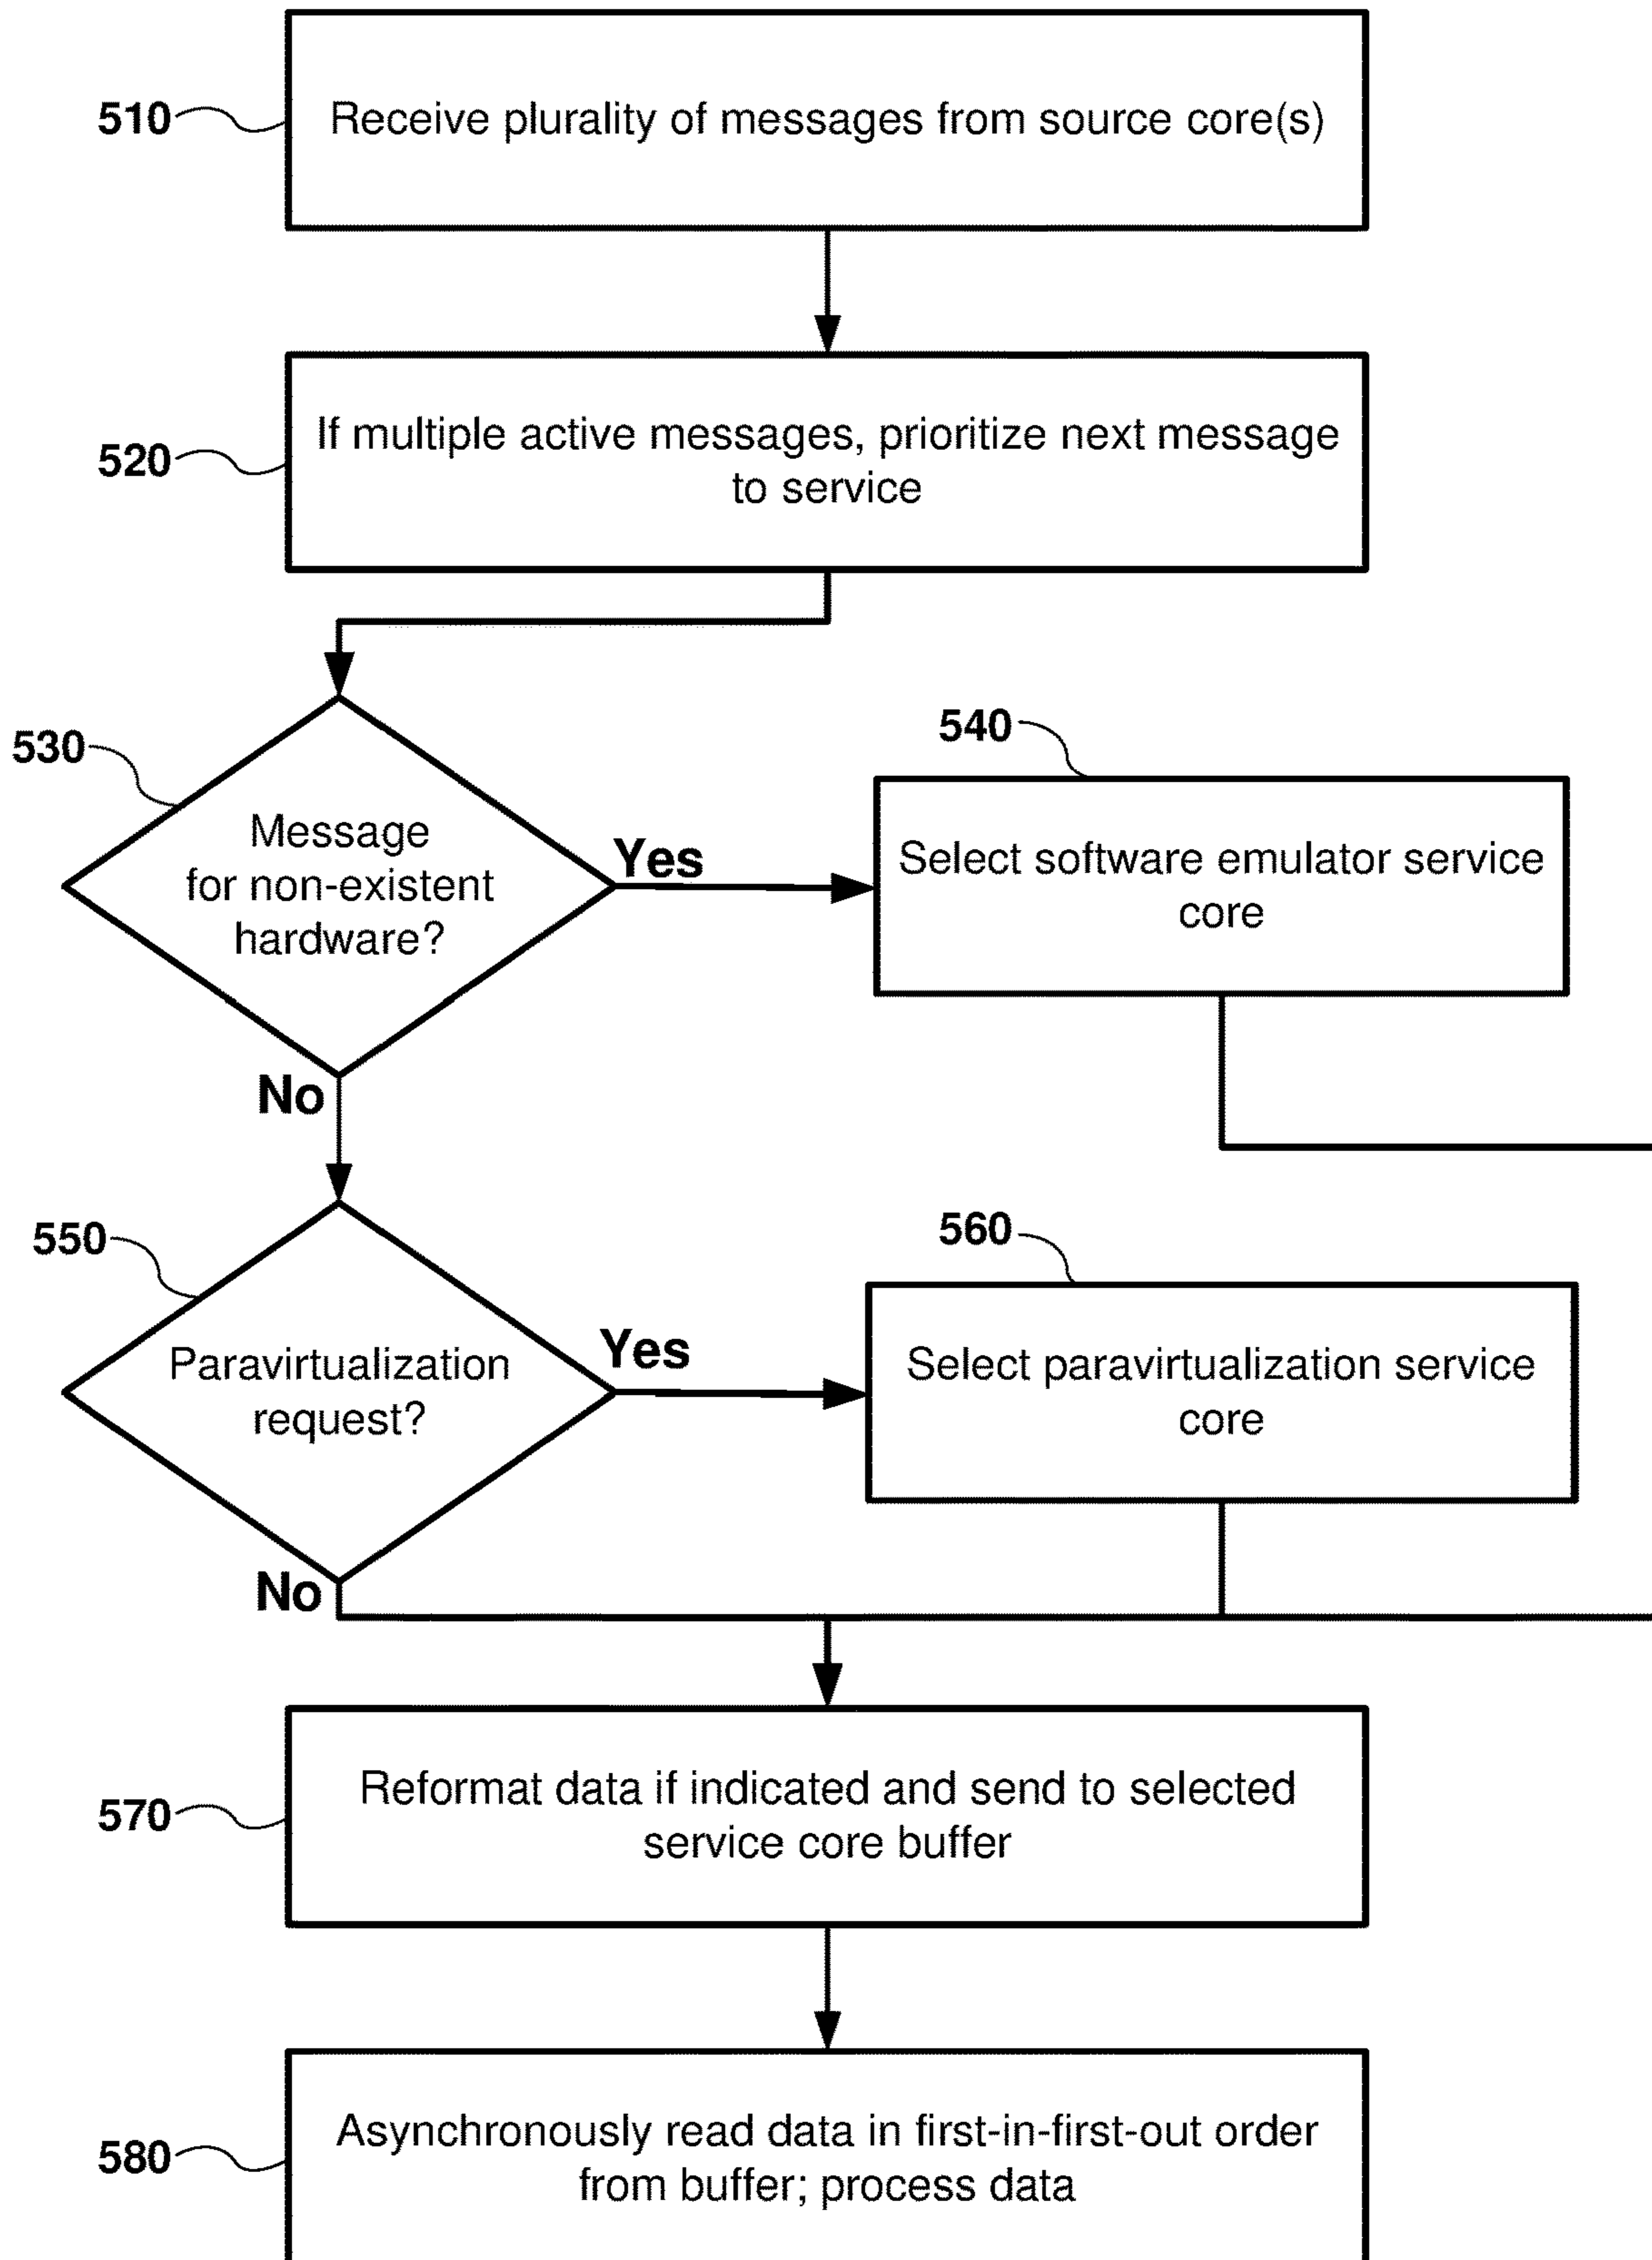 510
Receive plurality of messages from source core(s)
520
If multiple active messages, prioritize next message
to service
530
Message
for non-existent
hardware?
Yes
No
540
Select software emulator service
core
550
Paravirtualization
request?
Yes
No
560
Select paravirtualization service
core
570
Reformat data if indicated and send to selected
service core buffer
580
Asynchronously read data in first-in-first-out order
from buffer; process data